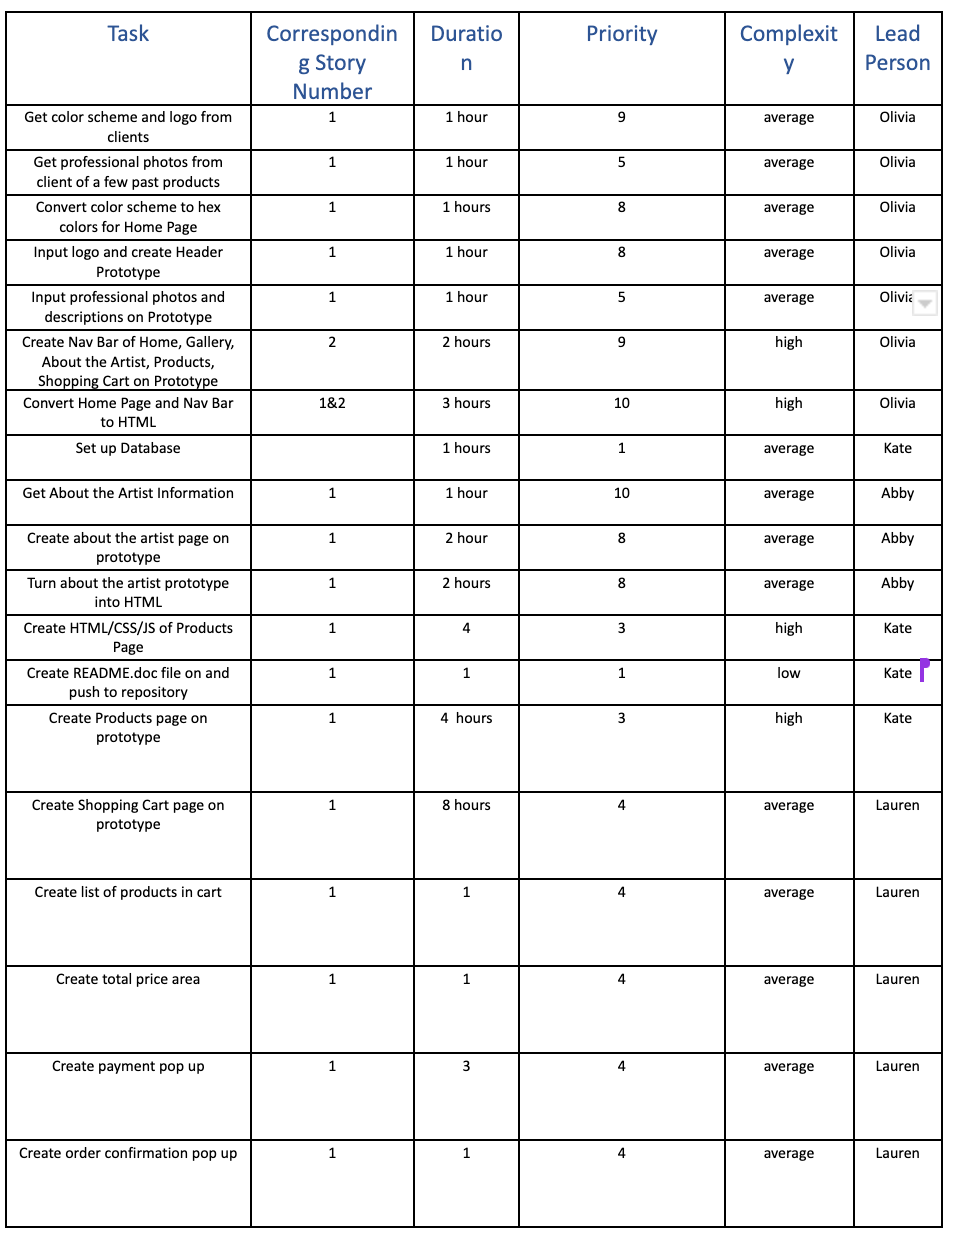 Task Correspondin Duratio Priority Complexit Lead
g Story n y Person
Number
Get color scheme and logo from 1 1 hour 9 average Olivia
clients
Get professional photos from 1 1 hour 5 average Olivia
client of a few past products
Convert color scheme to hex 1 1 hours 8 average Olivia
colors for Home Page
Input logo and create Header 1 1 hour 8 average Olivia
Prototype
Input professional photos and 1 1 hour 5 average Olivia
descriptions on Prototype
Create Nav Bar of Home, Gallery, 2 2 hours 9 high Olivia
About the Artist, Products,
Shopping Cart on Prototype
Convert Home Page and Nav Bar 1&2 3 hours 10 high Olivia
to HTML
Set up Database 1 hours 1 average Kate
Get About the Artist Information 1 1 hour 10 average Abby
Create about the artist page on 1 2 hour 8 average Abby
prototype
Turn about the artist prototype 1 2 hours 8 average Abby
into HTML
Create HTML/CSS/JS of Products 1 4 3 high Kate
Page
Create README.doc file on and 1 1 1 low Kate
push to repository
Create Products page on 1 4 hours 3 high Kate
prototype
Create Shopping Cart page on 1 8 hours 4 average Lauren
prototype
Create list of products in cart 1 1 4 average Lauren
Create total price area 1 1 4 average Lauren
Create payment pop up 1 3 4 average Lauren
Create order confirmation pop up 1 1 4 average Lauren